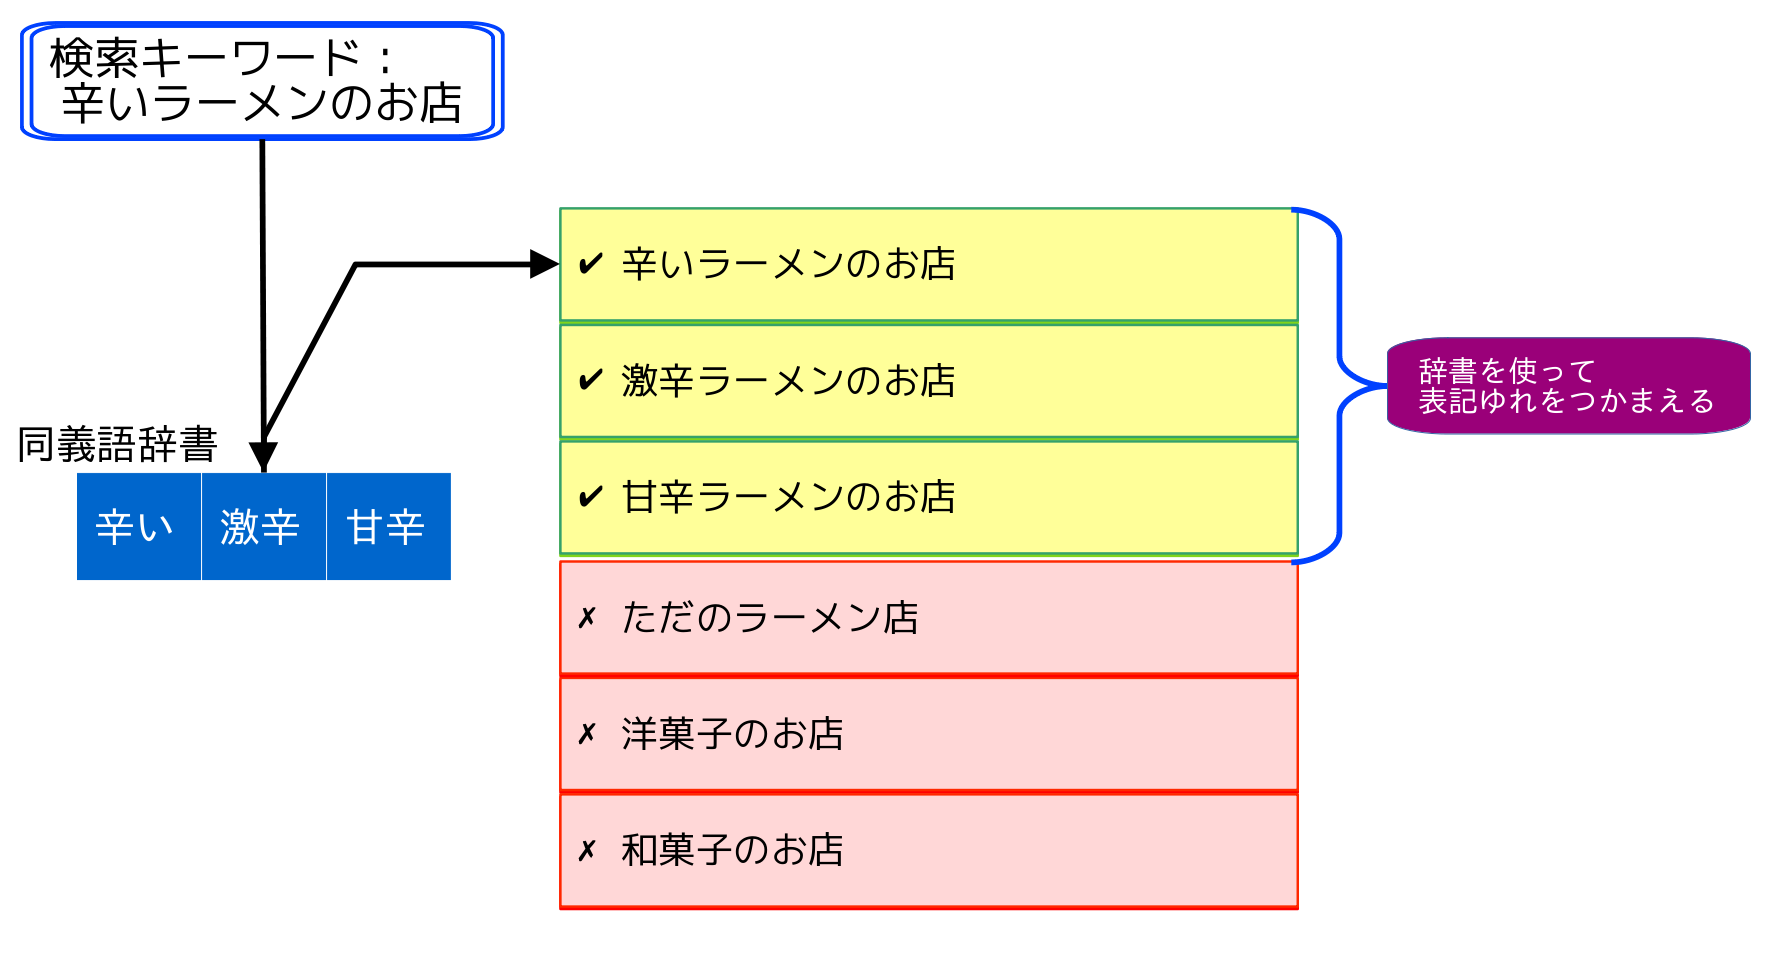 検索キーワード：
辛いラーメンのお店
同義語辞書
辛い 激辛 甘辛
✔ 辛いラーメンのお店
✔ 激辛ラーメンのお店
✔ 甘辛ラーメンのお店
✗ ただのラーメン店
✗ 洋菓子のお店
✗ 和菓子のお店
辞書を使って
表記ゆれをつかまえる